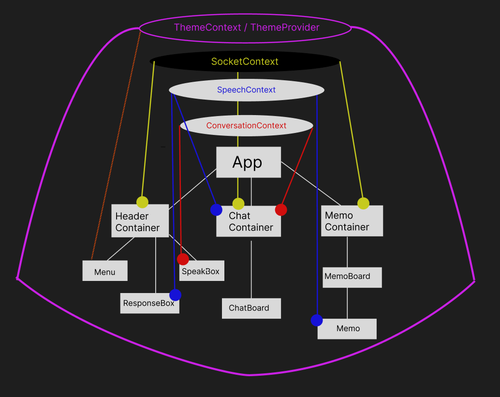 ThemeContext / ThemeProvider
SocketContext
SpeechContext
ConversationContext
App
Header
Container
Chat
Container
Memo
Container
Menu
SpeakBox
MemoBoard
ResponseBox
ChatBoard
Memo